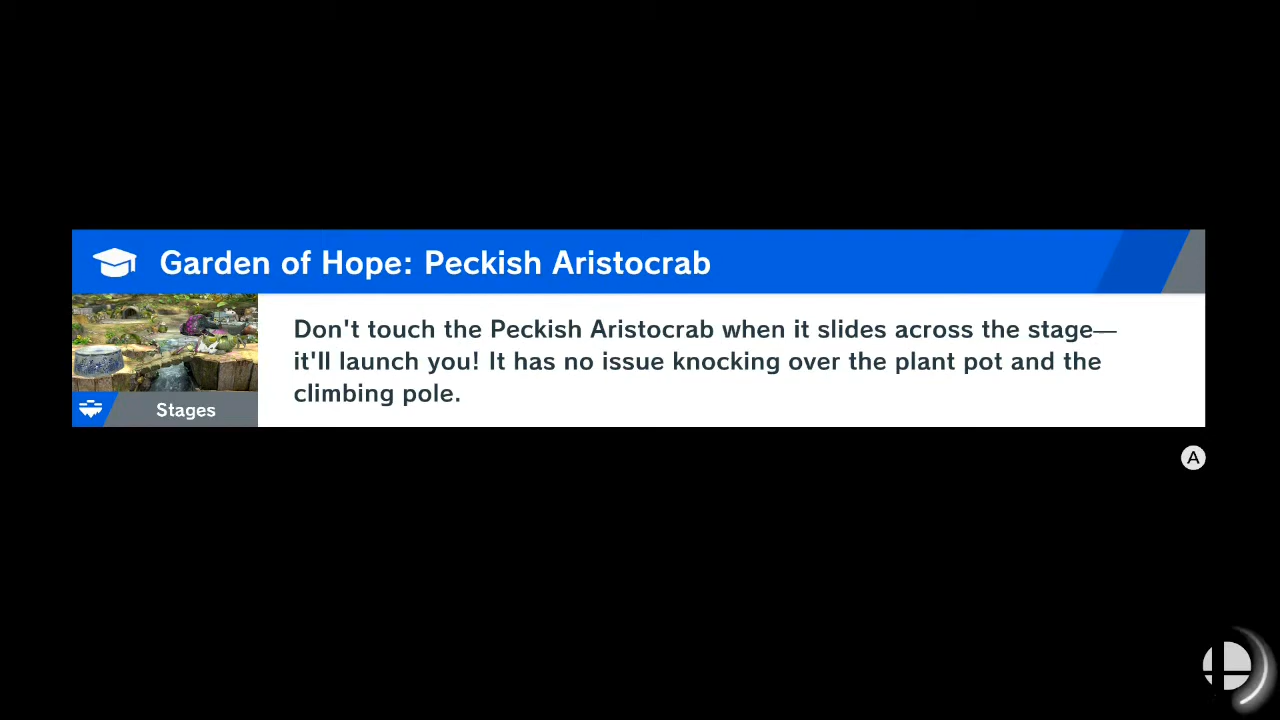 Garden of Hope: Peckish Aristocrab
Don't touch the Peckish Aristocrab when it slides across the stage—
it'll launch you! It has no issue knocking over the plant pot and the
climbing pole.
Stages
A